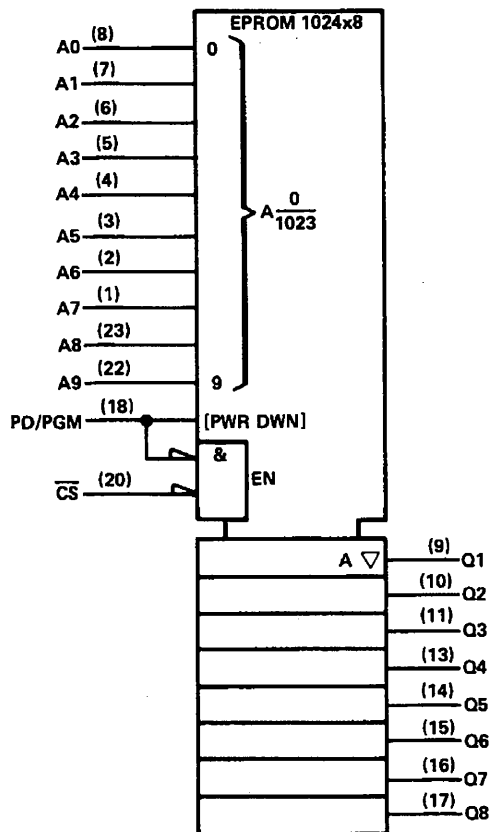 EPROM 1024x8
A0 (8) 0
A1 (7)
A2 (6)
A3 (5)
A4 (4)
A5 (3)
A 0/1023
A6 (2)
A7 (1)
A8 (23)
A9 (22) 9
PD/PGM (18) [PWR DWN]
&
EN
C̅S̅ (20)
A ▽ (9) Q1
(10) Q2
(11) Q3
(13) Q4
(14) Q5
(15) Q6
(16) Q7
(17) Q8